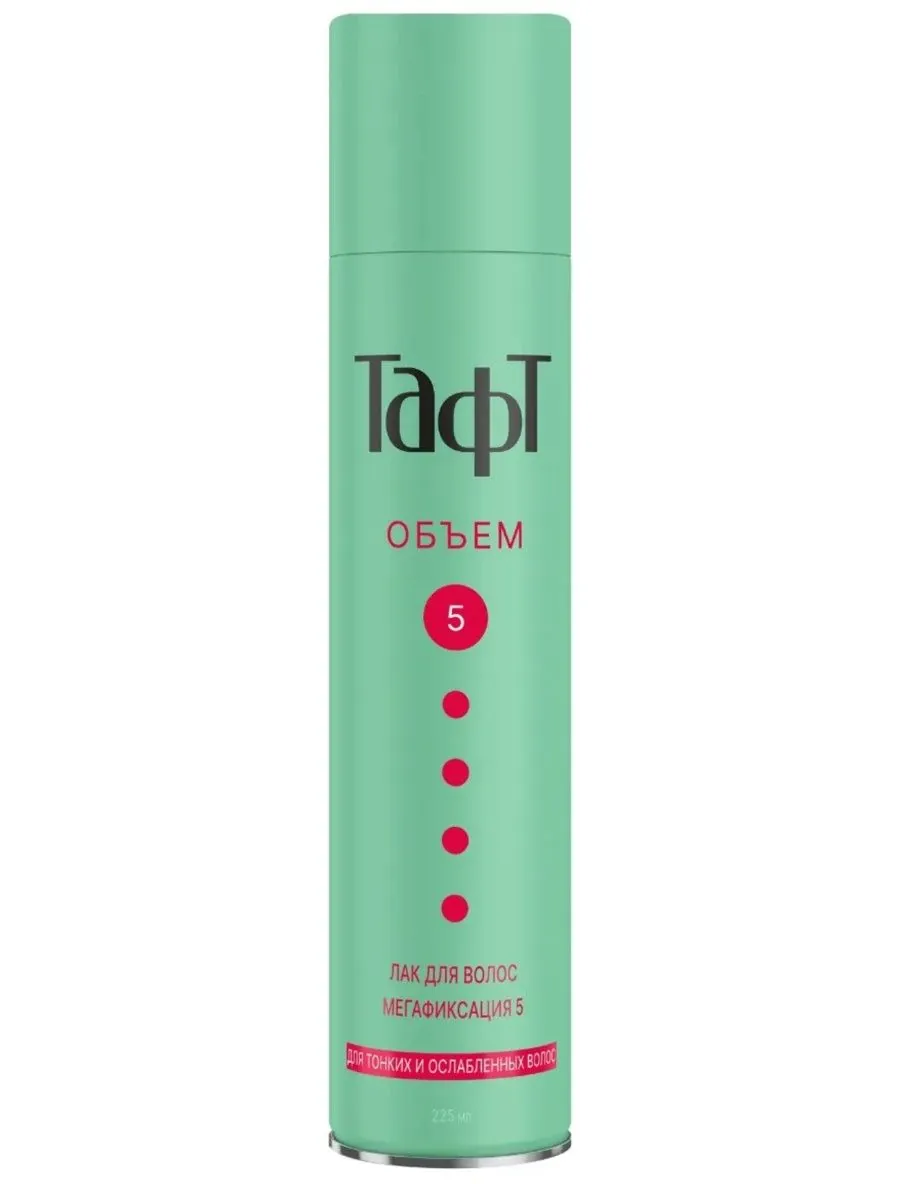 Тафт
ОБЪЕМ
5
ЛАК ДЛЯ ВОЛОС
МЕГАФИКСАЦИЯ 5
ДЛЯ ТОНКИХ И ОСЛАБЛЕННЫХ ВОЛОС
225 мл